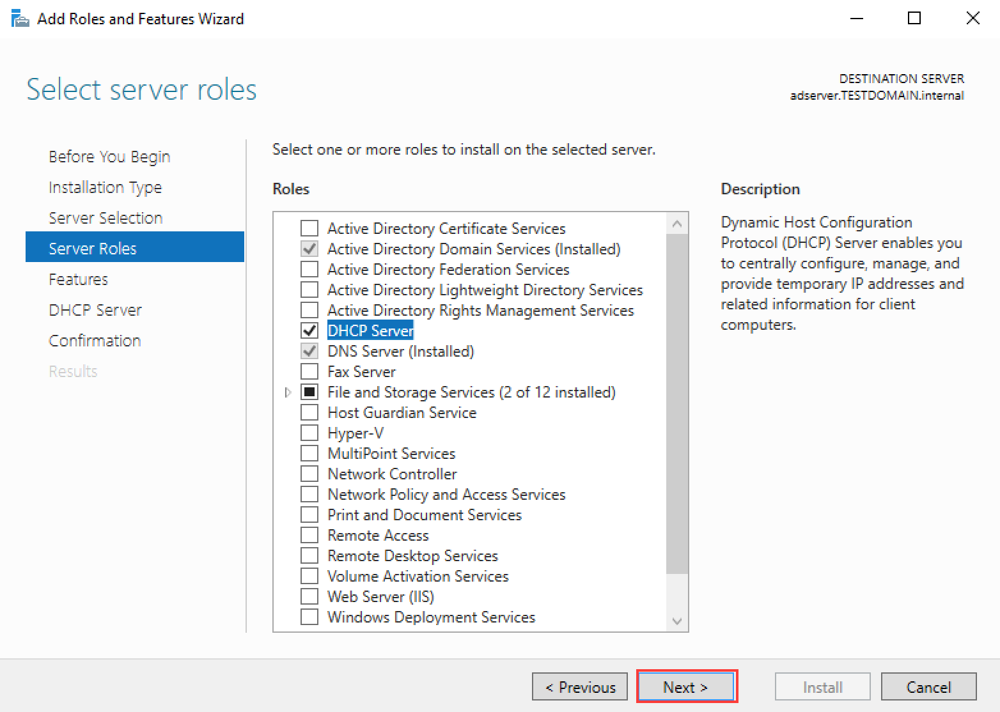 Add Roles and Features Wizard
Select server roles
DESTINATION SERVER
adserver.TESTDOMAIN.internal
Before You Begin
Installation Type
Server Selection
Server Roles
Features
DHCP Server
Confirmation
Results
Select one or more roles to install on the selected server.
Roles
Active Directory Certificate Services
Active Directory Domain Services (Installed)
Active Directory Federation Services
Active Directory Lightweight Directory Services
Active Directory Rights Management Services
DHCP Server
DNS Server (Installed)
Fax Server
File and Storage Services (2 of 12 installed)
Host Guardian Service
Hyper-V
MultiPoint Services
Network Controller
Network Policy and Access Services
Print and Document Services
Remote Access
Remote Desktop Services
Volume Activation Services
Web Server (IIS)
Windows Deployment Services
Description
Dynamic Host Configuration
Protocol (DHCP) Server enables you
to centrally configure, manage, and
provide temporary IP addresses and
related information for client
computers.
< Previous
Next >
Install
Cancel